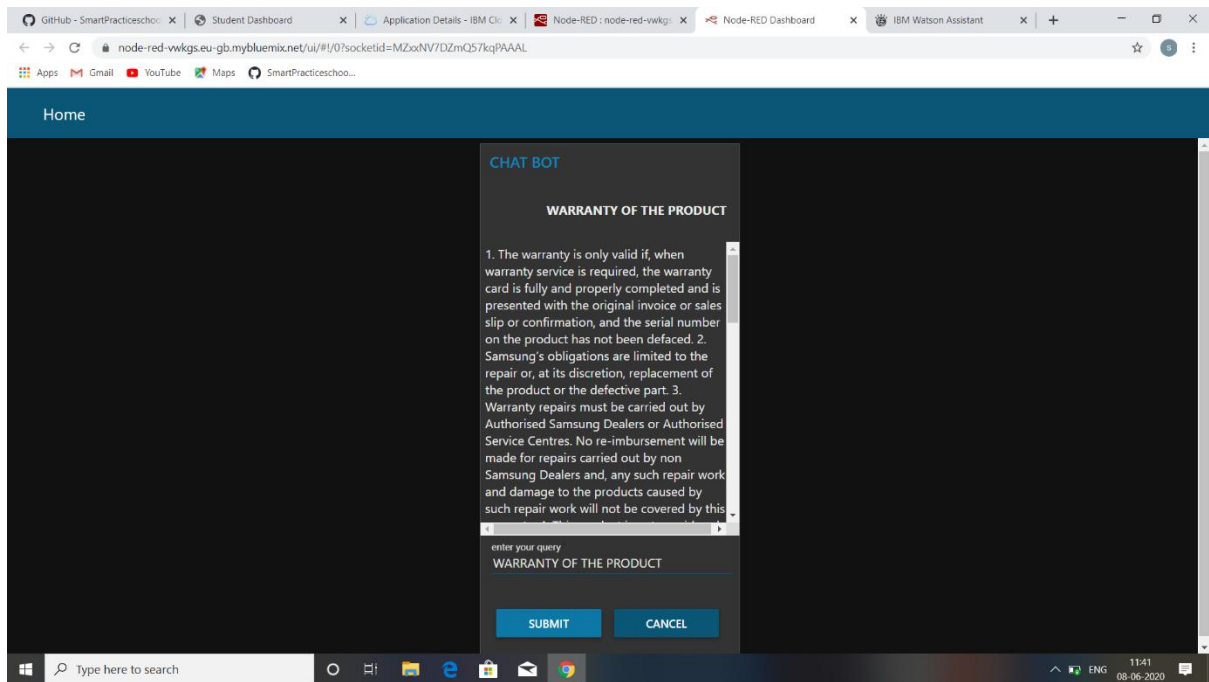 GitHub - SmartPracticeschoo
Student Dashboard
Application Details - IBM Clo
Node-RED : node-red-vwkgs
Node-RED Dashboard
IBM Watson Assistant
node-red-vwkgs.eu-gb.mybluemix.net/ui/#!/0?socketid=MZxxNV7DZmQ57kqPAAAL
Apps
Gmail
YouTube
Maps
SmartPracticeschoo...
Home
CHAT BOT
WARRANTY OF THE PRODUCT
1. The warranty is only valid if, when
warranty service is required, the warranty
card is fully and properly completed and is
presented with the original invoice or sales
slip or confirmation, and the serial number
on the product has not been defaced. 2.
Samsung's obligations are limited to the
repair or, at its discretion, replacement of
the product or the defective part. 3.
Warranty repairs must be carried out by
Authorised Samsung Dealers or Authorised
Service Centres. No re-imbursement will be
made for repairs carried out by non
Samsung Dealers and, any such repair work
and damage to the products caused by
such repair work will not be covered by this
enter your query
WARRANTY OF THE PRODUCT
SUBMIT
CANCEL
Type here to search
ENG
11:41
08-06-2020